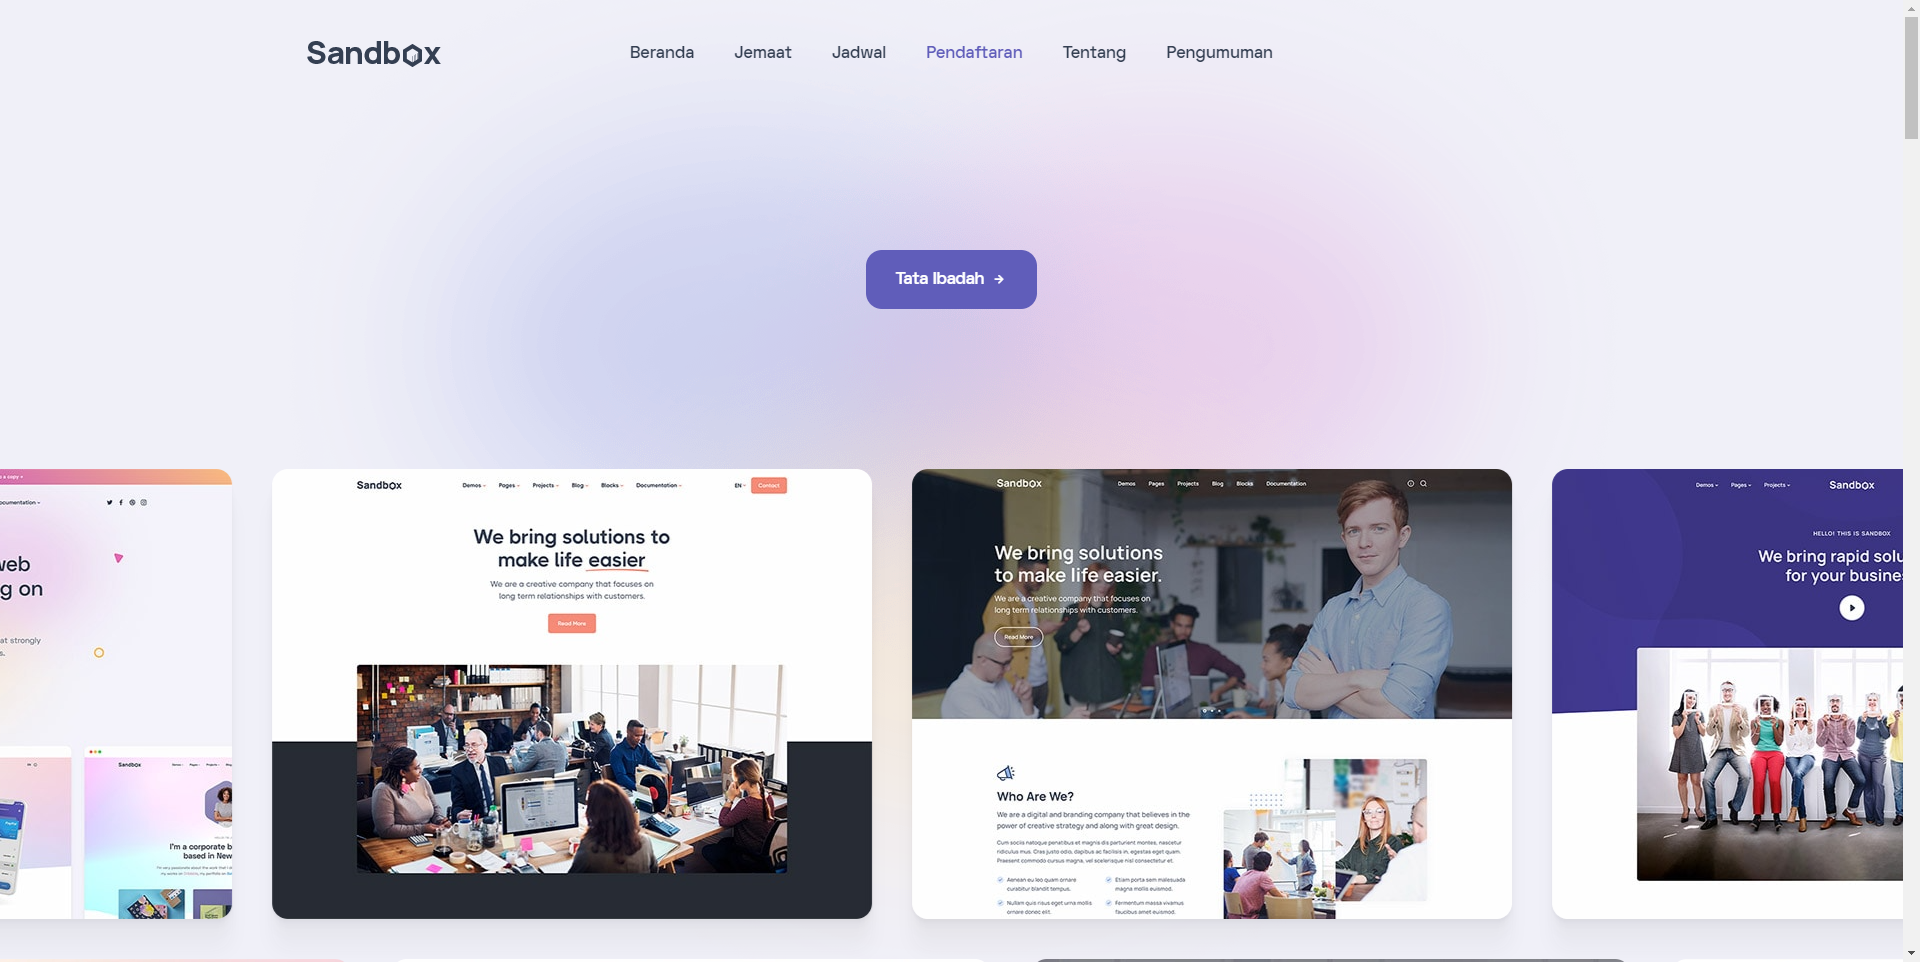 Sandbox
Beranda
Jemaat
Jadwal
Pendaftaran
Tentang
Pengumuman
Tata Ibadah
s a copy
ocumentation
veb
g on
at strongly
s.
Sandbox
Demos
Pages
Projects
I'm a corporate b
based in New
Sandbox
Demos
Pages
Projects
Blog
Blocks
Documentation
EN
Contact
We bring solutions to
make life easier
We are a creative company that focuses on
long term relationships with customers.
Read More
Sandbox
Demos
Pages
Projects
Blog
Blocks
Documentation
We bring solutions
to make life easier.
We are a creative company that focuses on
long term relationships with customers.
Read More
Who Are We?
We are a digital and branding company that believes in the
power of creative strategy and along with great design.
Cum sociis natoque penatibus et magnis dis parturient montes, nascetur
ridiculus mus. Cras justo odio, dapibus ac facilisis in, egestas eget quam.
Praesent commodo cursus magna, vel scelerisque nisl consectetur et.
Aenean eu leo quam ornare
curabitur blandit tempus.
Etiam porta sem malesuada
magna mollis euismod.
Nullam quis risus eget urna mollis
ornare donec elit.
Fermentum massa vivamus
faucibus amet euismod.
Demos
Pages
Projects
Sandbox
HELLO! THIS IS SANDBOX
We bring rapid solu
for your busines